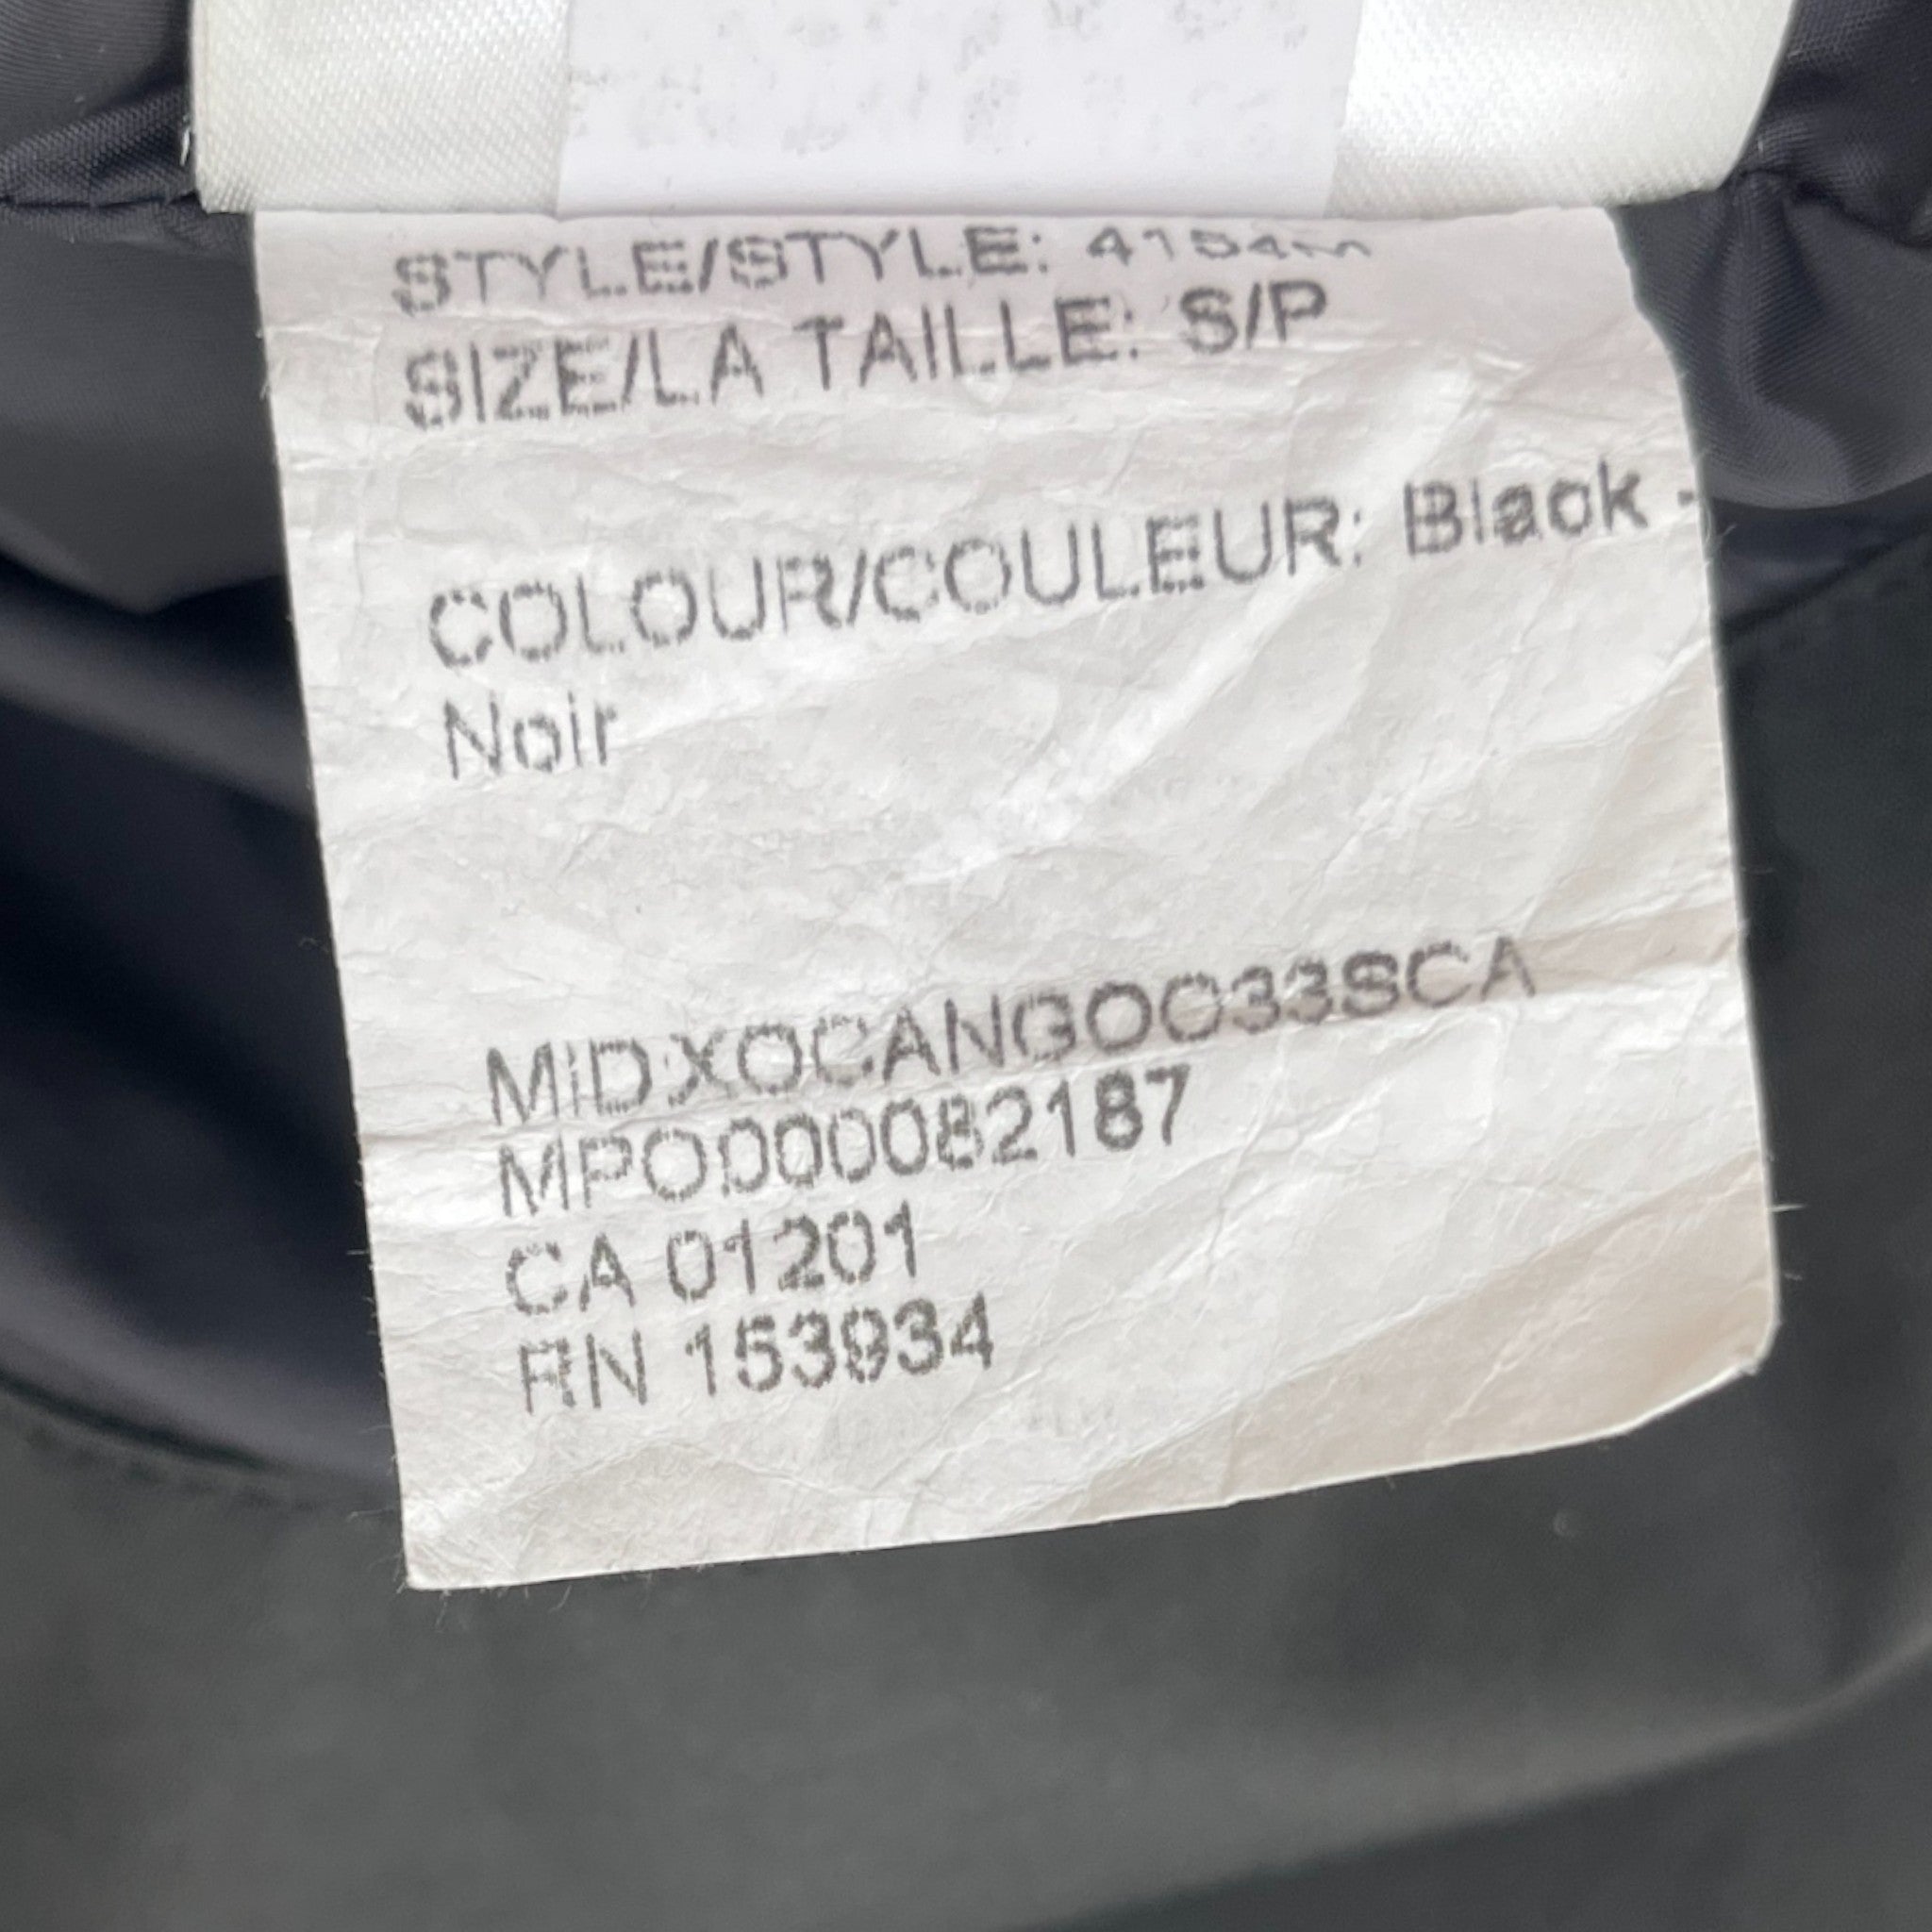 STYLE/STYLE: 4154M
SIZE/LA TAILLE: S/P
COLOUR/COULEUR: Black -
Noir
MIDXOCANGOO33SCA
MPO000082187
CA 01201
RN 153934